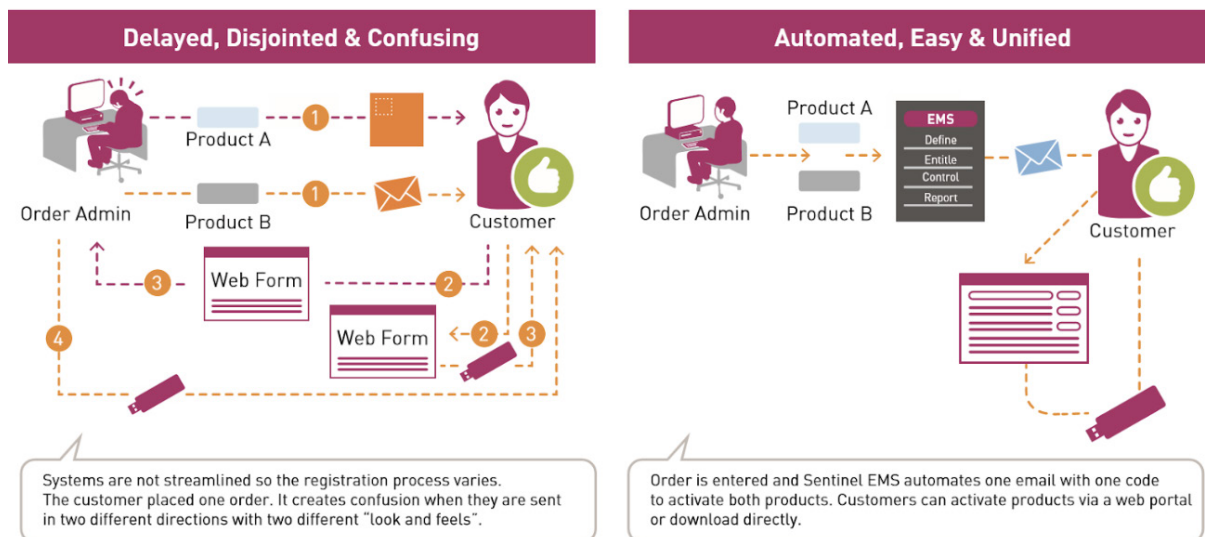 Delayed, Disjointed & Confusing
Product A
1
Order Admin
Product B
1
Customer
3
Web Form
2
4
Web Form
2
3
Systems are not streamlined so the registration process varies.
The customer placed one order. It creates confusion when they are sent
in two different directions with two different “look and feels”.
Automated, Easy & Unified
Order Admin
Product A
Product B
EMS
Define
Entitle
Control
Report
Customer
Order is entered and Sentinel EMS automates one email with one code
to activate both products. Customers can activate products via a web portal
or download directly.